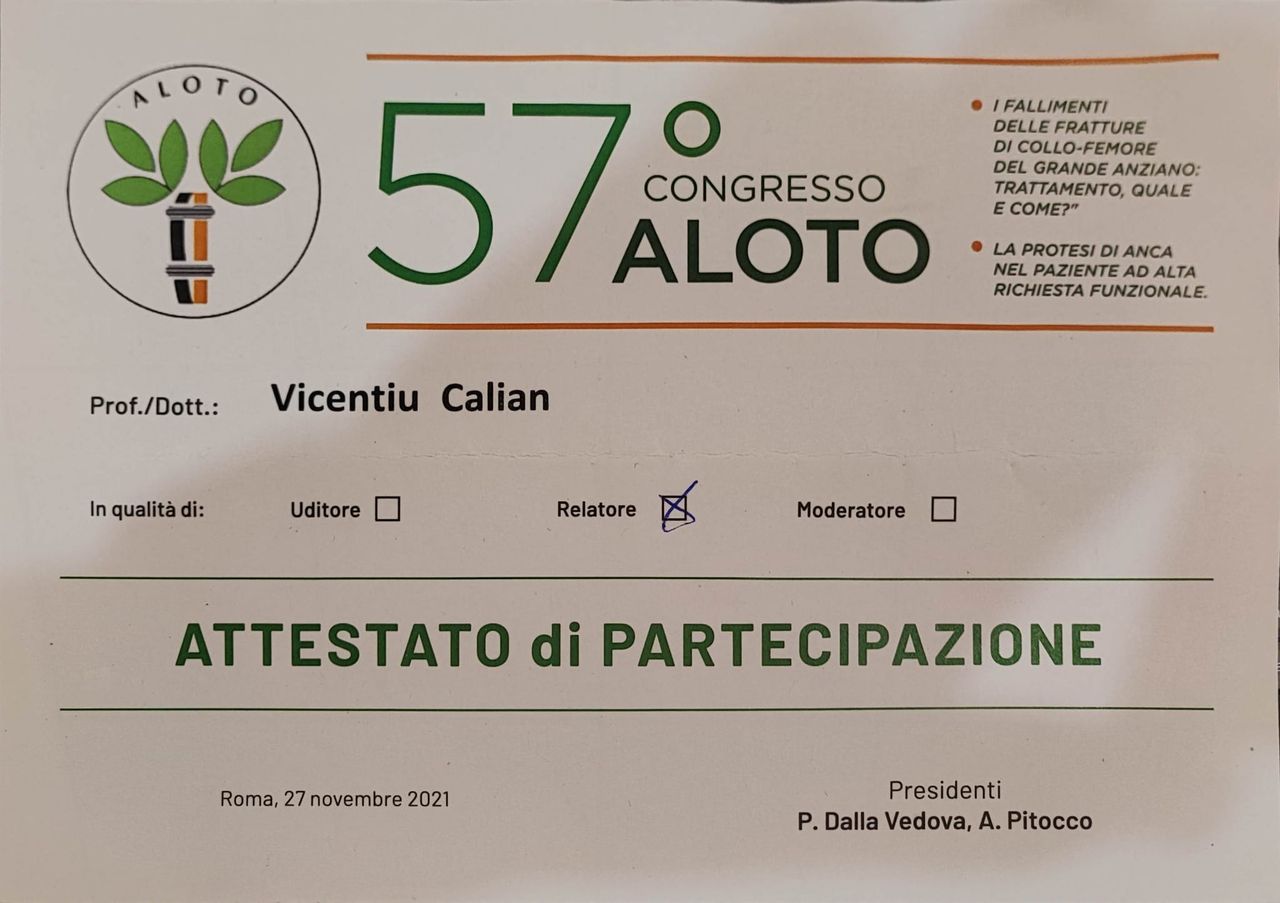 ALOTO
57°
CONGRESSO
ALOTO
• I FALLIMENTI
DELLE FRATTURE
DI COLLO-FEMORE
DEL GRANDE ANZIANO:
TRATTAMENTO, QUALE
E COME?”
• LA PROTESI DI ANCA
NEL PAZIENTE AD ALTA
RICHIESTA FUNZIONALE.
Prof./Dott.: Vicentiu Calian
In qualità di: Uditore ☐ Relatore ☒ Moderatore ☐
ATTESTATO di PARTECIPAZIONE
Roma, 27 novembre 2021
Presidenti
P. Dalla Vedova, A. Pitocco